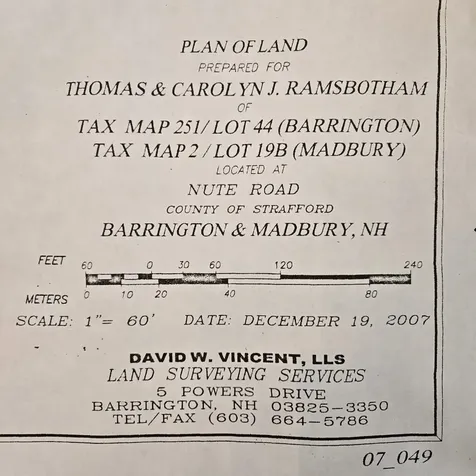 PLAN OF LAND
PREPARED FOR
THOMAS & CAROLYN J. RAMSBOTHAM
OF
TAX MAP 251/ LOT 44 (BARRINGTON)
TAX MAP 2 / LOT 19B (MADBURY)
LOCATED AT
NUTE ROAD
COUNTY OF STRAFFORD
BARRINGTON & MADBURY, NH
FEET 60 0 30 60 120 240
METERS 0 10 20 40 80
SCALE: 1"= 60' DATE: DECEMBER 19, 2007
DAVID W. VINCENT, LLS
LAND SURVEYING SERVICES
5 POWERS DRIVE
BARRINGTON, NH 03825-3350
TEL/FAX (603) 664-5786
07_049